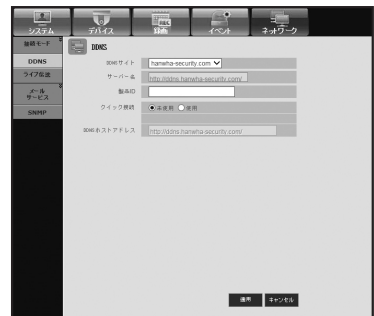 システム デバイス 録画 イベント ネットワーク
接続モード
DDNS
ライブ伝送
メール
サービス
SNMP
DDNS
DDNSサイト hanwha-security.com
サーバー名 http://ddns.hanwha-security.com/
製品ID
クイック接続 未使用 使用
DDNSホストアドレス http://ddns.hanwha-security.com/
適用 キャンセル